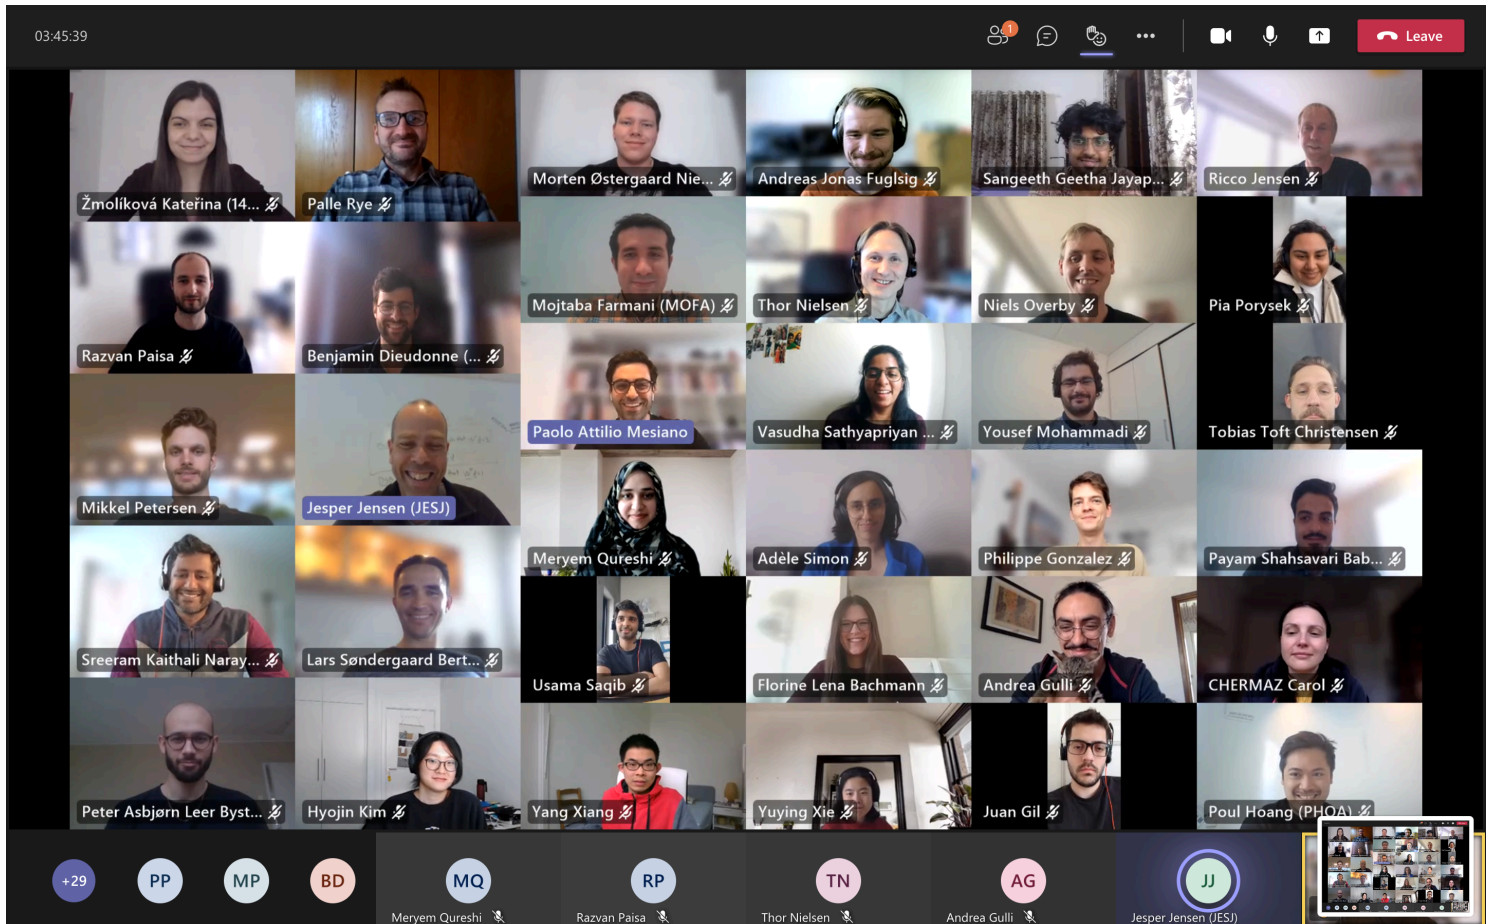 03:45:39
1
Leave
Žmolíková Kateřina (14...
Palle Rye
Morten Østergaard Nie...
Andreas Jonas Fuglsig
Sangeeth Geetha Jayap...
Ricco Jensen
Razvan Paisa
Benjamin Dieudonne (...
Mojtaba Farmani (MOFA)
Thor Nielsen
Niels Overby
Pia Porysek
Mikkel Petersen
Jesper Jensen (JESJ)
Paolo Attilio Mesiano
Vasudha Sathyapriyan ...
Yousef Mohammadi
Tobias Toft Christensen
Meryem Qureshi
Adèle Simon
Philippe Gonzalez
Payam Shahsavari Bab...
Sreeram Kaithali Naray...
Lars Søndergaard Bert...
Usama Saqib
Florine Lena Bachmann
Andrea Gulli
CHERMAZ Carol
Peter Asbjørn Leer Byst...
Hyojin Kim
Yang Xiang
Yuying Xie
Juan Gil
Poul Hoang (PHOA)
+29
PP
MP
BD
MQ
RP
TN
AG
JJ
Meryem Qureshi
Razvan Paisa
Thor Nielsen
Andrea Gulli
Jesper Jensen (JESJ)